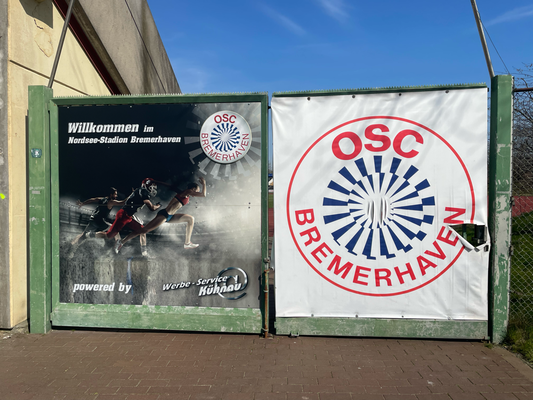 Willkommen im
Nordsee-Stadion Bremerhaven
OSC
BREMERHAVEN
powered by
Werbe-Service
Kühnau
OSC
BREMERHAVEN